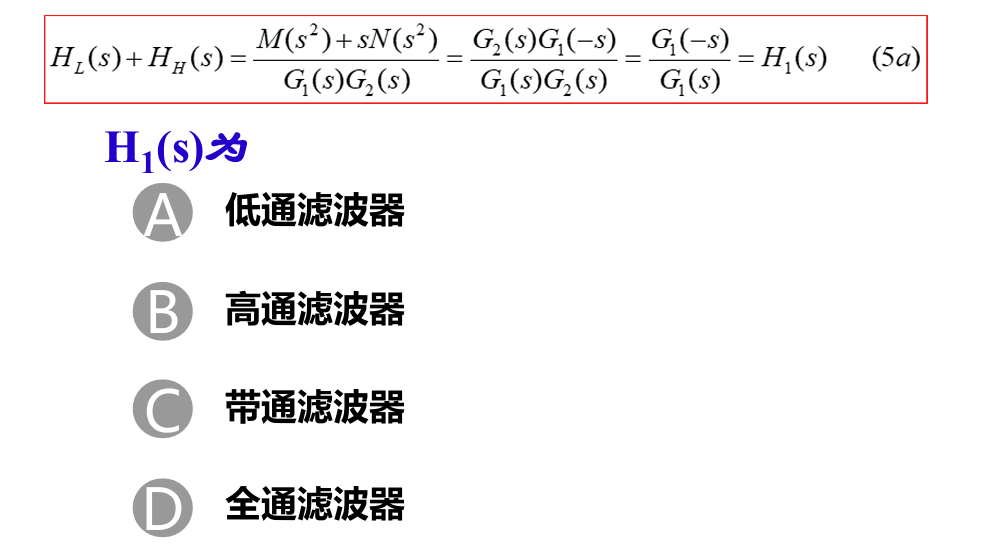 H_L(s)+H_H(s)=\frac{M(s^2)+sN(s^2)}{G_1(s)G_2(s)}=\frac{G_2(s)G_1(-s)}{G_1(s)G_2(s)}=\frac{G_1(-s)}{G_1(s)}=H_1(s) (5a)
H₁(s)为
A 低通滤波器
B 高通滤波器
C 带通滤波器
D 全通滤波器